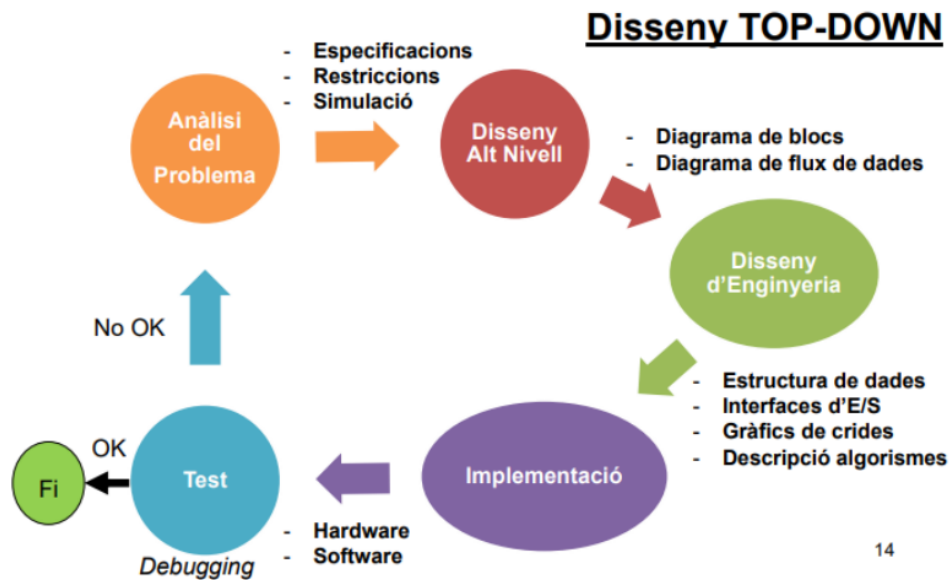 Disseny TOP-DOWN
Anàlisi
del
Problema
- Especificacions
- Restriccions
- Simulació
Disseny
Alt Nivell
- Diagrama de blocs
- Diagrama de flux de dades
Disseny
d'Enginyeria
- Estructura de dades
- Interfaces d'E/S
- Gràfics de crides
- Descripció algorismes
Implementació
- Hardware
- Software
Test
Debugging
No OK
OK
Fi
14